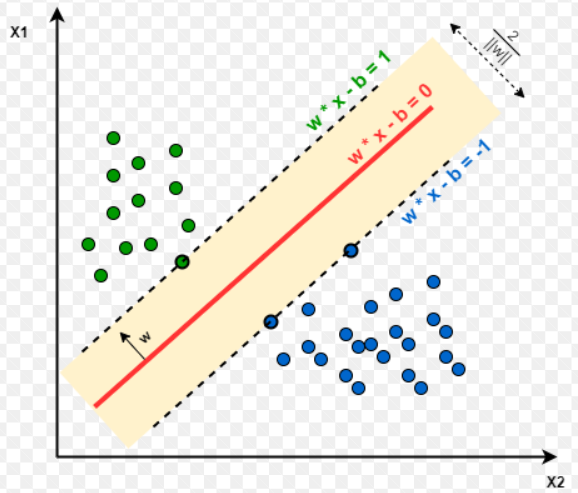 X1
w* x - b = 1
w* x - b = 0
w* x - b = -1
2
||w||
w
X2